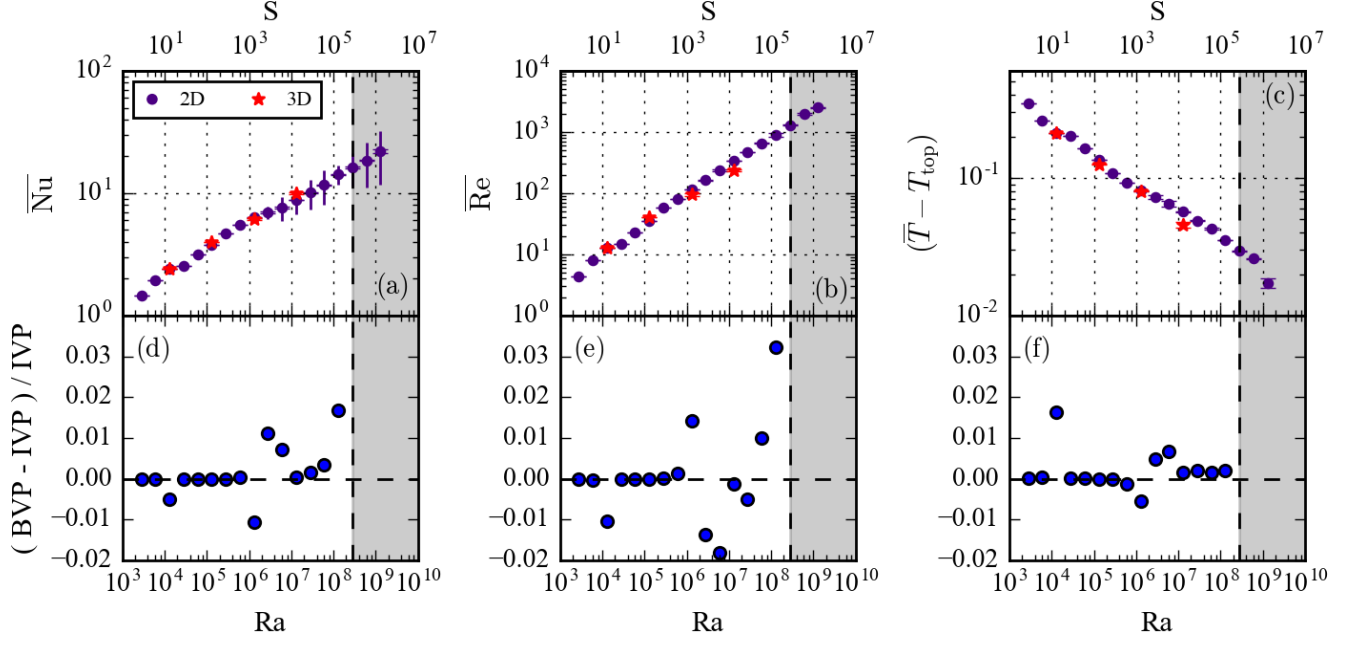 S S S
10^1 10^3 10^5 10^7 10^1 10^3 10^5 10^7 10^1 10^3 10^5 10^7
2D 3D
10^2
10^1
10^0
Nu
(a)
10^4
10^3
10^2
10^1
10^0
Re
(b)
10^-1
10^-2
(T − T_top)
(c)
( BVP - IVP ) / IVP
(d)
0.03
0.02
0.01
0.00
−0.01
−0.02
(e)
0.03
0.02
0.01
0.00
−0.01
−0.02
(f)
0.03
0.02
0.01
0.00
−0.01
−0.02
10^3 10^4 10^5 10^6 10^7 10^8 10^9 10^10 10^3 10^4 10^5 10^6 10^7 10^8 10^9 10^10 10^3 10^4 10^5 10^6 10^7 10^8 10^9 10^10
Ra Ra Ra